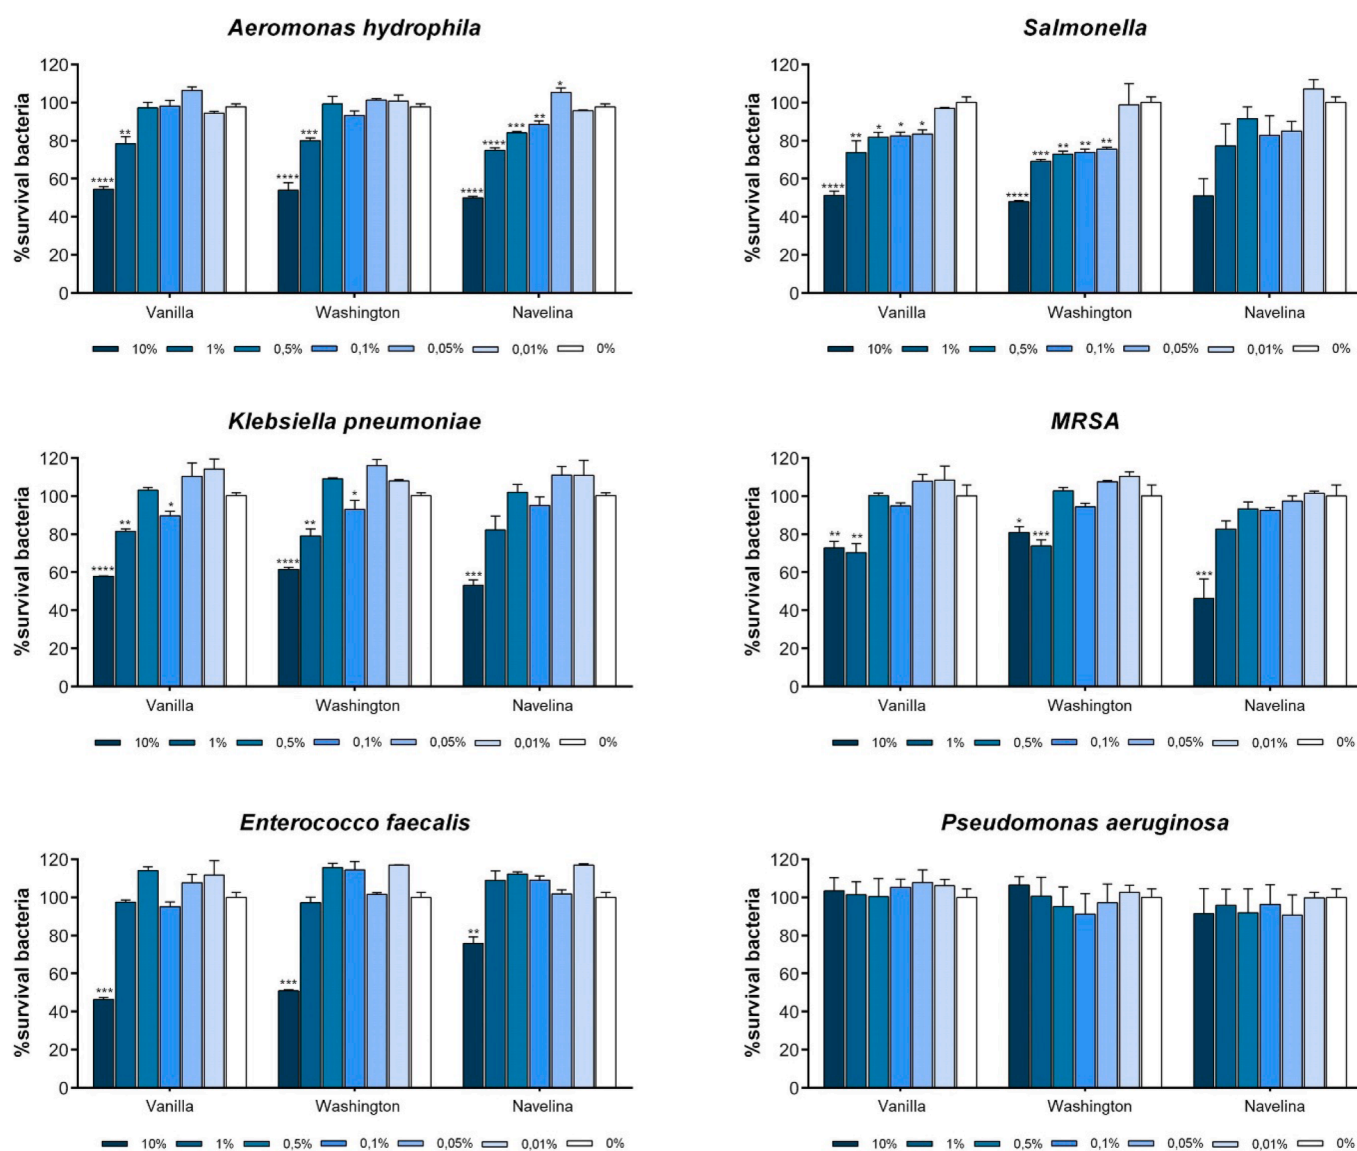 Aeromonas hydrophila
%survival bacteria
120
100
80
60
40
20
0
**** ** **** *** **** **** *** ** *
Vanilla Washington Navelina
10% 1% 0,5% 0,1% 0,05% 0,01% 0%
Salmonella
%survival bacteria
120
100
80
60
40
20
0
**** ** * * * **** *** ** ** **
Vanilla Washington Navelina
10% 1% 0,5% 0,1% 0,05% 0,01% 0%
Klebsiella pneumoniae
%survival bacteria
120
100
80
60
40
20
0
**** ** * **** ** * ***
Vanilla Washington Navelina
10% 1% 0,5% 0,1% 0,05% 0,01% 0%
MRSA
%survival bacteria
120
100
80
60
40
20
0
** ** * *** ***
Vanilla Washington Navelina
10% 1% 0,5% 0,1% 0,05% 0,01% 0%
Enterococco faecalis
%survival bacteria
120
100
80
60
40
20
0
*** *** **
Vanilla Washington Navelina
10% 1% 0,5% 0,1% 0,05% 0,01% 0%
Pseudomonas aeruginosa
%survival bacteria
120
100
80
60
40
20
0
Vanilla Washington Navelina
10% 1% 0,5% 0,1% 0,05% 0,01% 0%